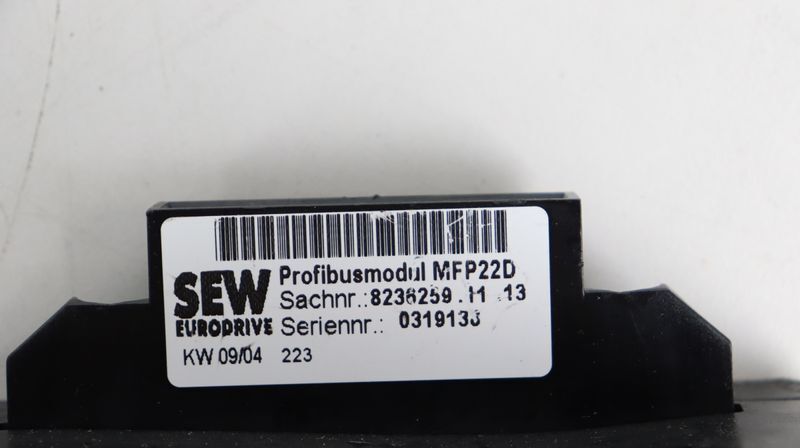 SEW
EURODRIVE
Profibusmodul MFP22D
Sachnr.:8236259 .11 .13
Seriennr.: 0319133
KW 09/04 223